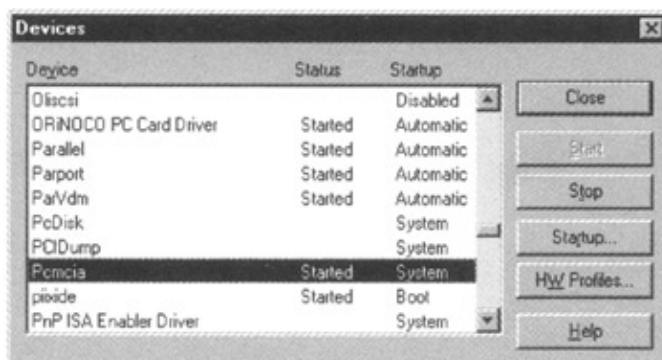 Devices
Device Status Startup
Oliscsi Disabled
ORiNOCO PC Card Driver Started Automatic
Parallel Started Automatic
Parport Started Automatic
ParVdm Started Automatic
PcDisk System
PCIDump System
Pcmcia Started System
piixide Started Boot
PnP ISA Enabler Driver System
Close
Start
Stop
Startup...
HW Profiles...
Help